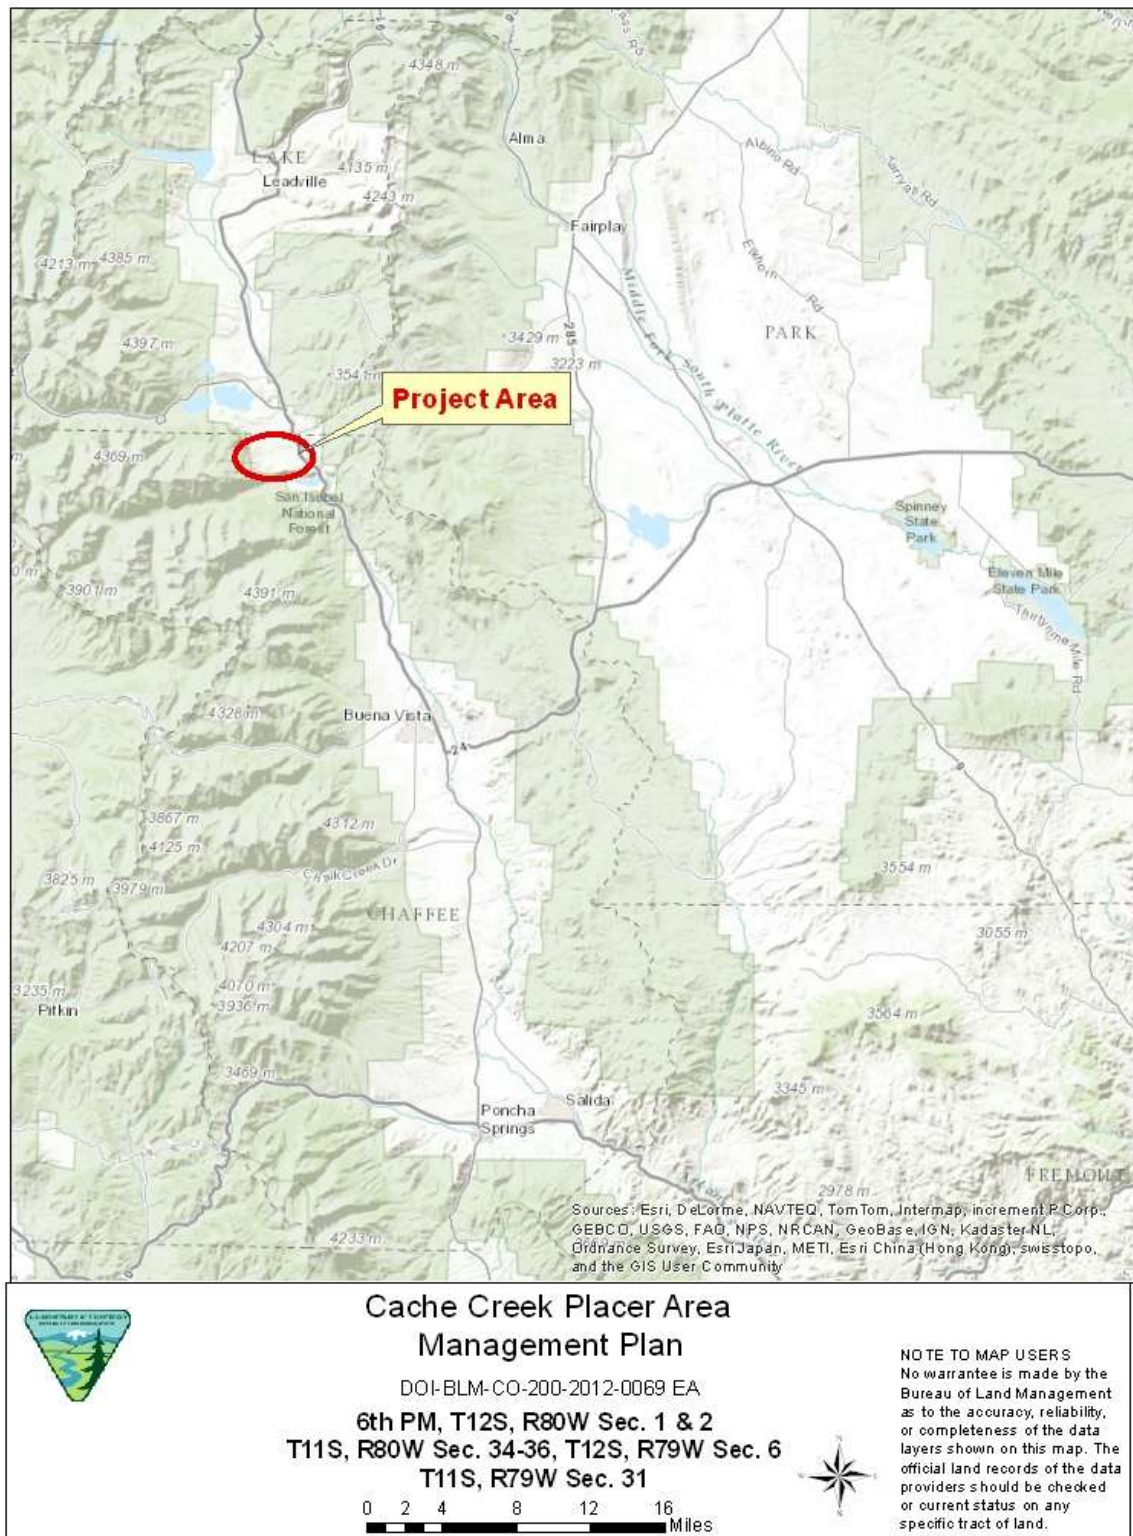 4348 m
Alma
LAKE
Leadville
4135 m
4243 m
Albino Rd
Tarryall Rd
Fairplay
4213 m
4385 m
Elkhorn Rd
Middle Fork South Platte River
PARK
285
4397 m
3429 m
3223 m
3541 m
Project Area
4369 m
San Isabel
National
Forest
Spinney
State
Park
Eleven Mile
State Park
Thirtynine Mile Rd
3901 m
4391 m
4328 m
Buena Vista
24
9
3867 m
4125 m
4312 m
3825 m
3979 m
Chalk Creek Dr
3554 m
CHAFFEE
4304 m
4207 m
3055 m
3235 m
4070 m
3936 m
Pitkin
3564 m
3469 m
3345 m
Poncha
Springs
Salida
FREMONT
2978 m
4233 m
Sources: Esri, DeLorme, NAVTEQ, TomTom, Intermap, increment P Corp.,
GEBCO, USGS, FAO, NPS, NRCAN, GeoBase, IGN, Kadaster NL,
Ordnance Survey, Esri Japan, METI, Esri China (Hong Kong), swisstopo,
and the GIS User Community
Cache Creek Placer Area
Management Plan
DOI-BLM-CO-200-2012-0069 EA
6th PM, T12S, R80W Sec. 1 & 2
T11S, R80W Sec. 34-36, T12S, R79W Sec. 6
T11S, R79W Sec. 31
0 2 4 8 12 16
Miles
NOTE TO MAP USERS
No warrantee is made by the
Bureau of Land Management
as to the accuracy, reliability,
or completeness of the data
layers shown on this map. The
official land records of the data
providers should be checked
or current status on any
specific tract of land.